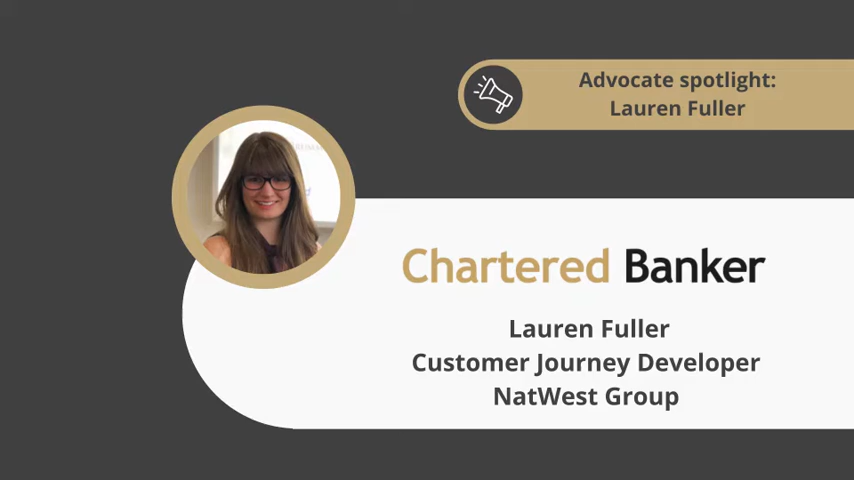 Advocate spotlight:
Lauren Fuller
Chartered Banker
Lauren Fuller
Customer Journey Developer
NatWest Group